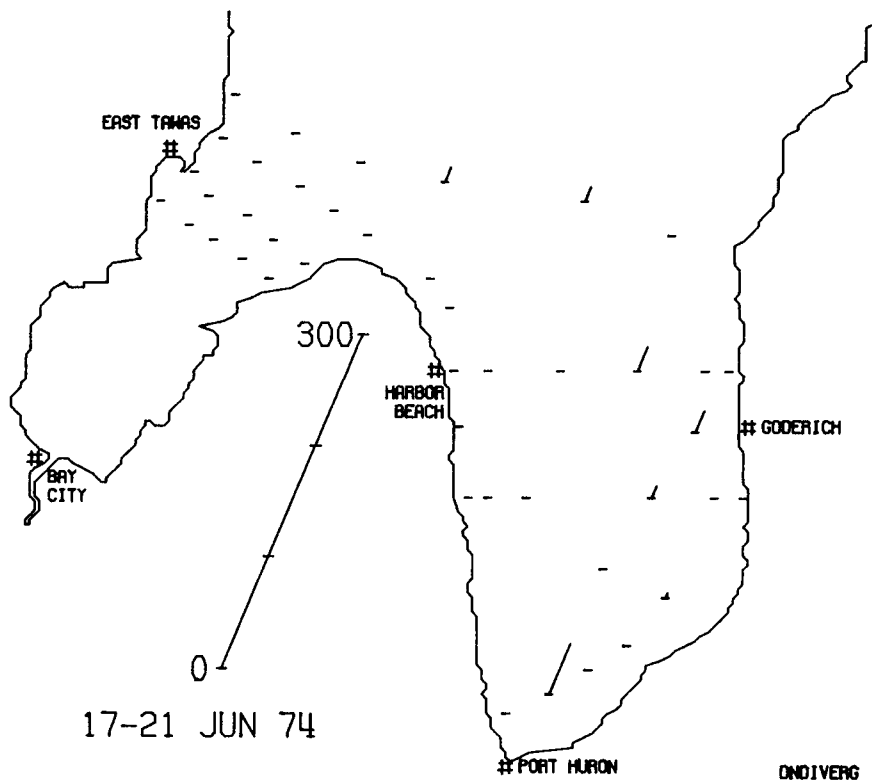 EAST TAWAS
300
HARBOR
BEACH
GODERICH
BAY
CITY
0
17-21 JUN 74
PORT HURON
ONDIVERG